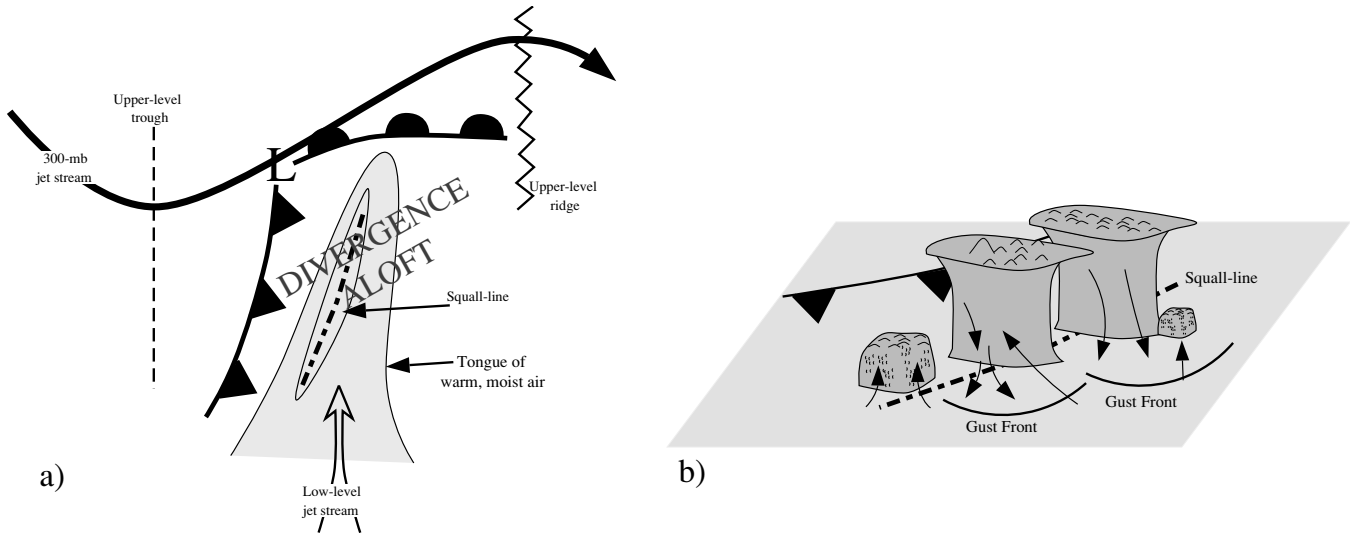 Upper-level
trough
300-mb
jet stream
L
Upper-level
ridge
DIVERGENCE
ALOFT
Squall-line
Tongue of
warm, moist air
Low-level
jet stream
a)
Squall-line
Gust Front
Gust Front
b)